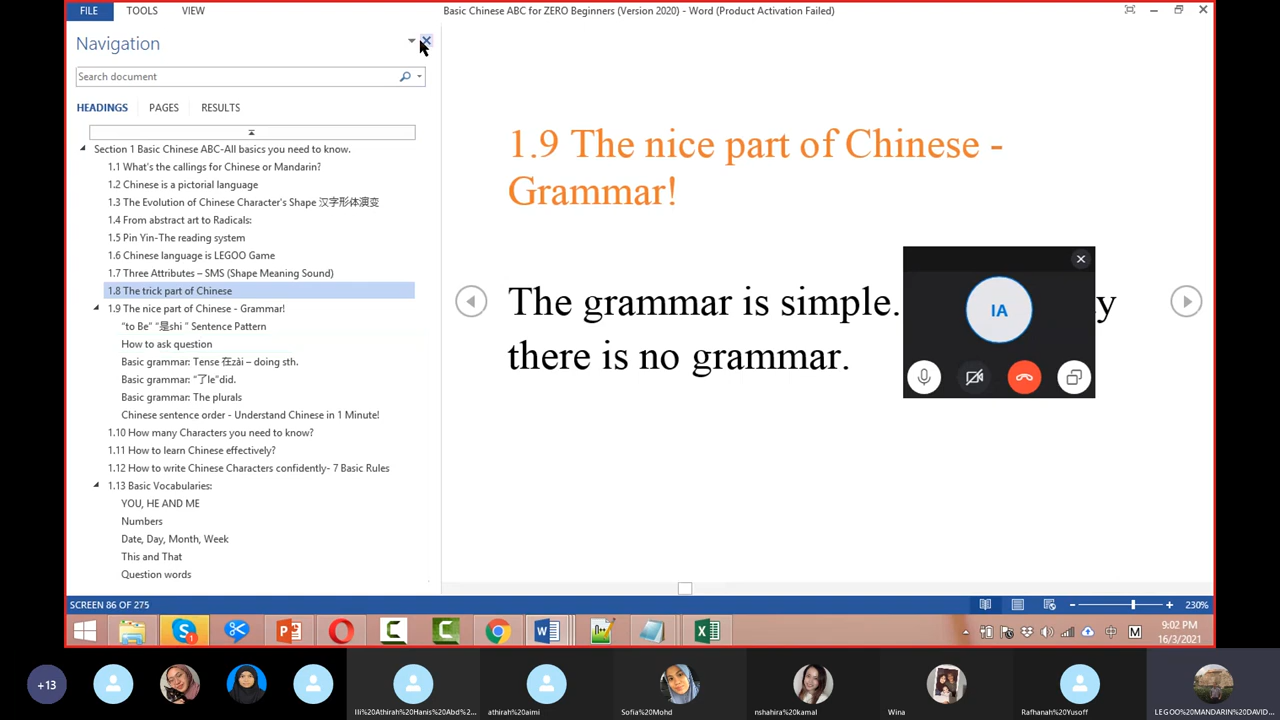 FILE TOOLS VIEW
Basic Chinese ABC for ZERO Beginners (Version 2020) - Word (Product Activation Failed)
Navigation
Search document
HEADINGS PAGES RESULTS
Section 1 Basic Chinese ABC-All basics you need to know.
1.1 What's the callings for Chinese or Mandarin?
1.2 Chinese is a pictorial language
1.3 The Evolution of Chinese Character's Shape 汉字形体演变
1.4 From abstract art to Radicals:
1.5 Pin Yin-The reading system
1.6 Chinese language is LEGOO Game
1.7 Three Attributes – SMS (Shape Meaning Sound)
1.8 The trick part of Chinese
1.9 The nice part of Chinese - Grammar!
“to Be” “是shi ” Sentence Pattern
How to ask question
Basic grammar: Tense 在zài – doing sth.
Basic grammar: “了le”did.
Basic grammar: The plurals
Chinese sentence order - Understand Chinese in 1 Minute!
1.10 How many Characters you need to know?
1.11 How to learn Chinese effectively?
1.12 How to write Chinese Characters confidently- 7 Basic Rules
1.13 Basic Vocabularies:
YOU, HE AND ME
Numbers
Date, Day, Month, Week
This and That
Question words
1.9 The nice part of Chinese -
Grammar!
The grammar is simple. y
there is no grammar.
IA
SCREEN 86 OF 275
230%
中 M
9:02 PM
16/3/2021
+13
Ili%20Athirah%20Hanis%20Abd%2...
athirah%20aimi
Sofia%20Mohd
nshahira%20kamal
Wina
Rafhanah%20Yusoff
LEGOO%20MANDARIN%20DAVID...